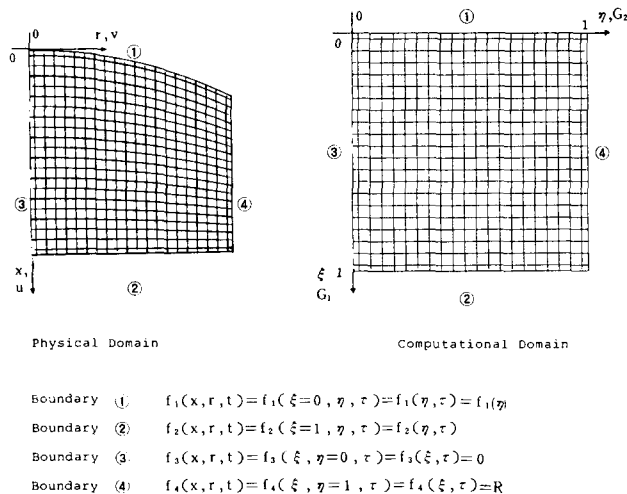 0
r, v
①
0
③
④
x,
u
②
0
①
1
η, G₂
0
③
④
ξ 1
G₁
②
Physical Domain
Computational Domain
Boundary ① f₁(x,r,t)=f₁(ξ=0, η, τ)=f₁(η,τ)=f₁(η)
Boundary ② f₂(x,r,t)=f₂(ξ=1, η, τ)=f₂(η,τ)
Boundary ③ f₃(x,r,t)=f₃(ξ, η=0, τ)=f₃(ξ,τ)=0
Boundary ④ f₄(x,r,t)=f₄(ξ, η=1, τ)=f₄(ξ,τ)=R